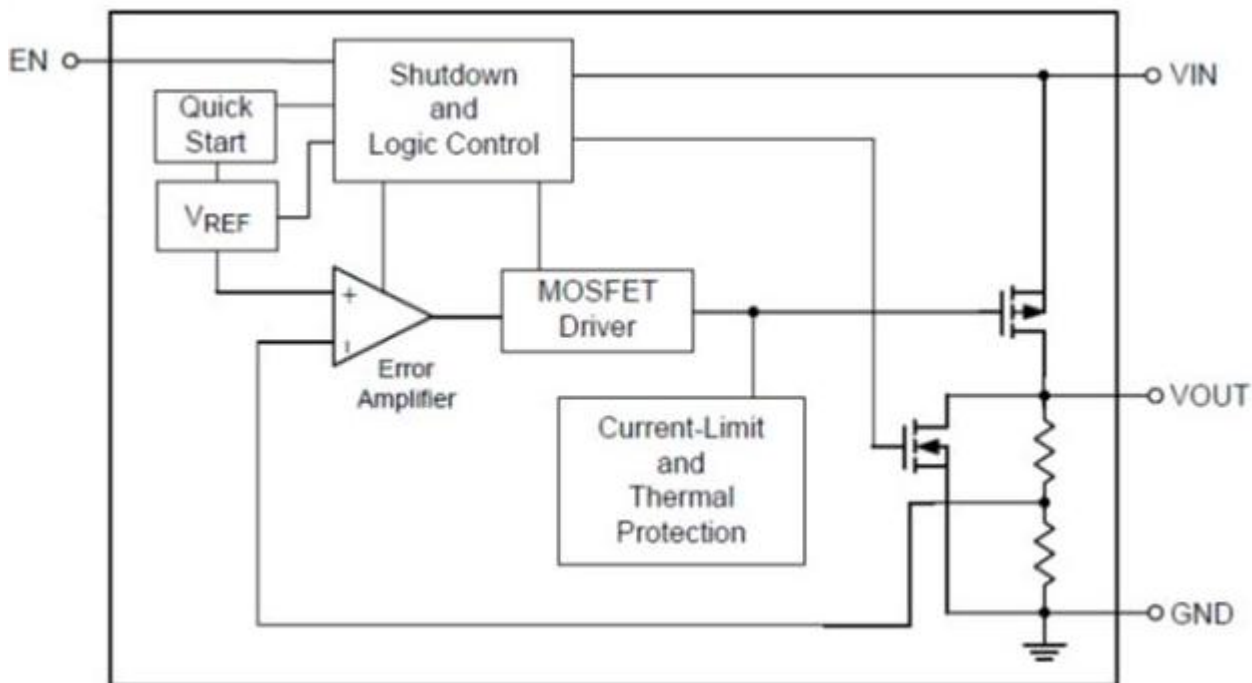 EN
Shutdown
and
Logic Control
VIN
Quick
Start
VREF
+
-
MOSFET
Driver
Error
Amplifier
VOUT
Current-Limit
and
Thermal
Protection
GND